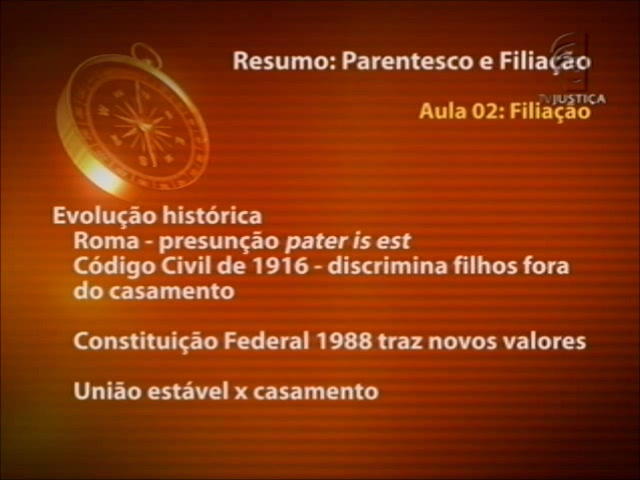 Resumo: Parentesco e Filiação
TVJUSTIÇA
Aula 02: Filiação
Evolução histórica
Roma - presunção pater is est
Código Civil de 1916 - discrimina filhos fora
do casamento
Constituição Federal 1988 traz novos valores
União estável x casamento